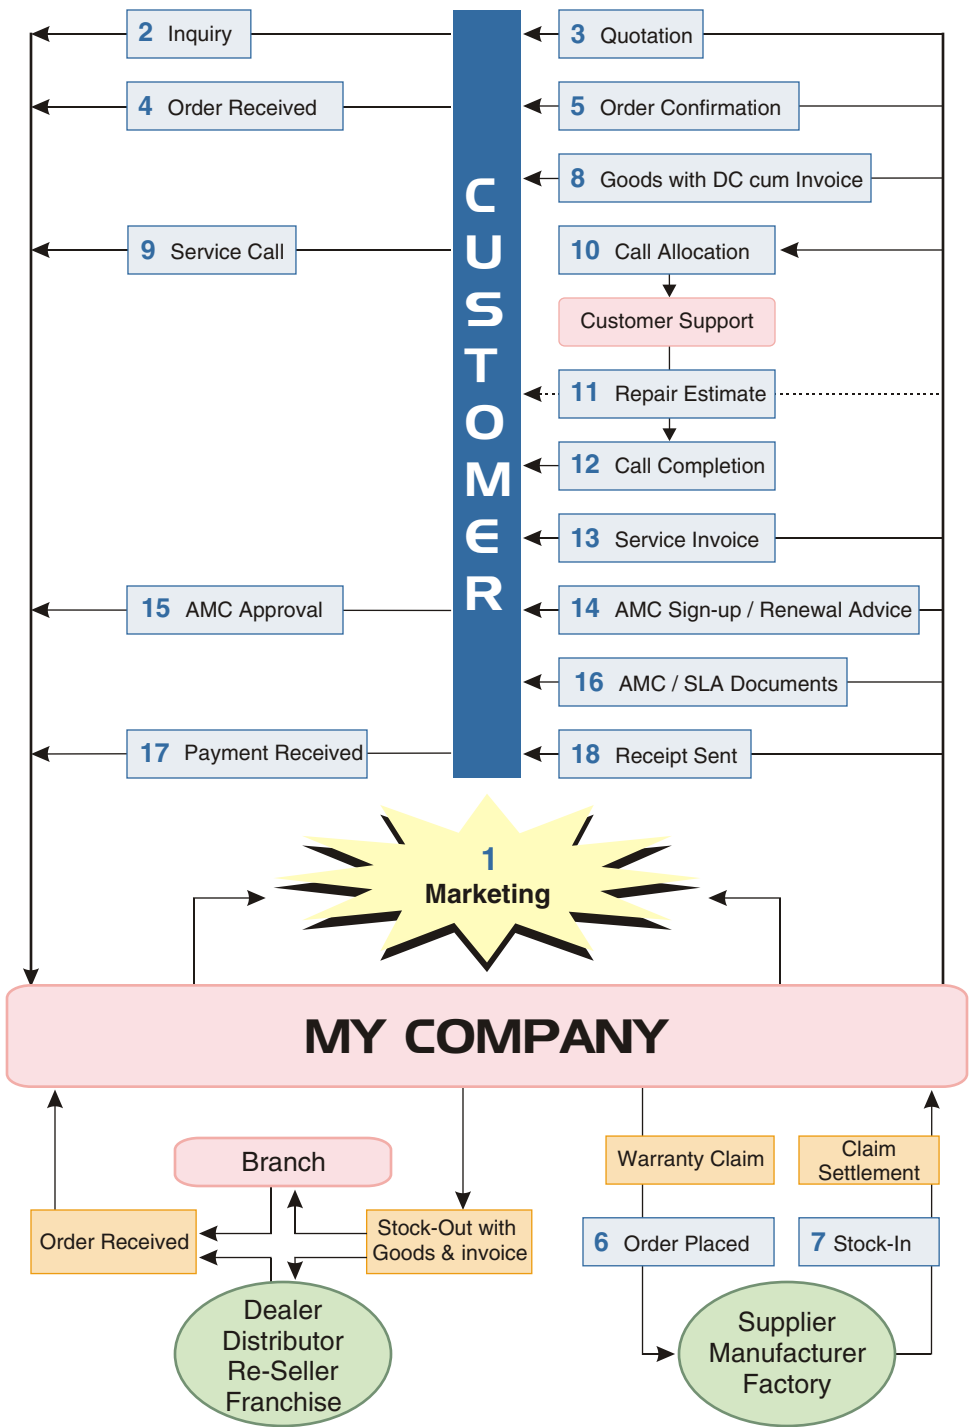 2 Inquiry
3 Quotation
4 Order Received
5 Order Confirmation
8 Goods with DC cum Invoice
9 Service Call
10 Call Allocation
Customer Support
11 Repair Estimate
12 Call Completion
13 Service Invoice
15 AMC Approval
14 AMC Sign-up / Renewal Advice
16 AMC / SLA Documents
17 Payment Received
18 Receipt Sent
CUSTOMER
1
Marketing
MY COMPANY
Branch
Order Received
Stock-Out with
Goods & invoice
Dealer
Distributor
Re-Seller
Franchise
Warranty Claim
Claim
Settlement
6 Order Placed
7 Stock-In
Supplier
Manufacturer
Factory